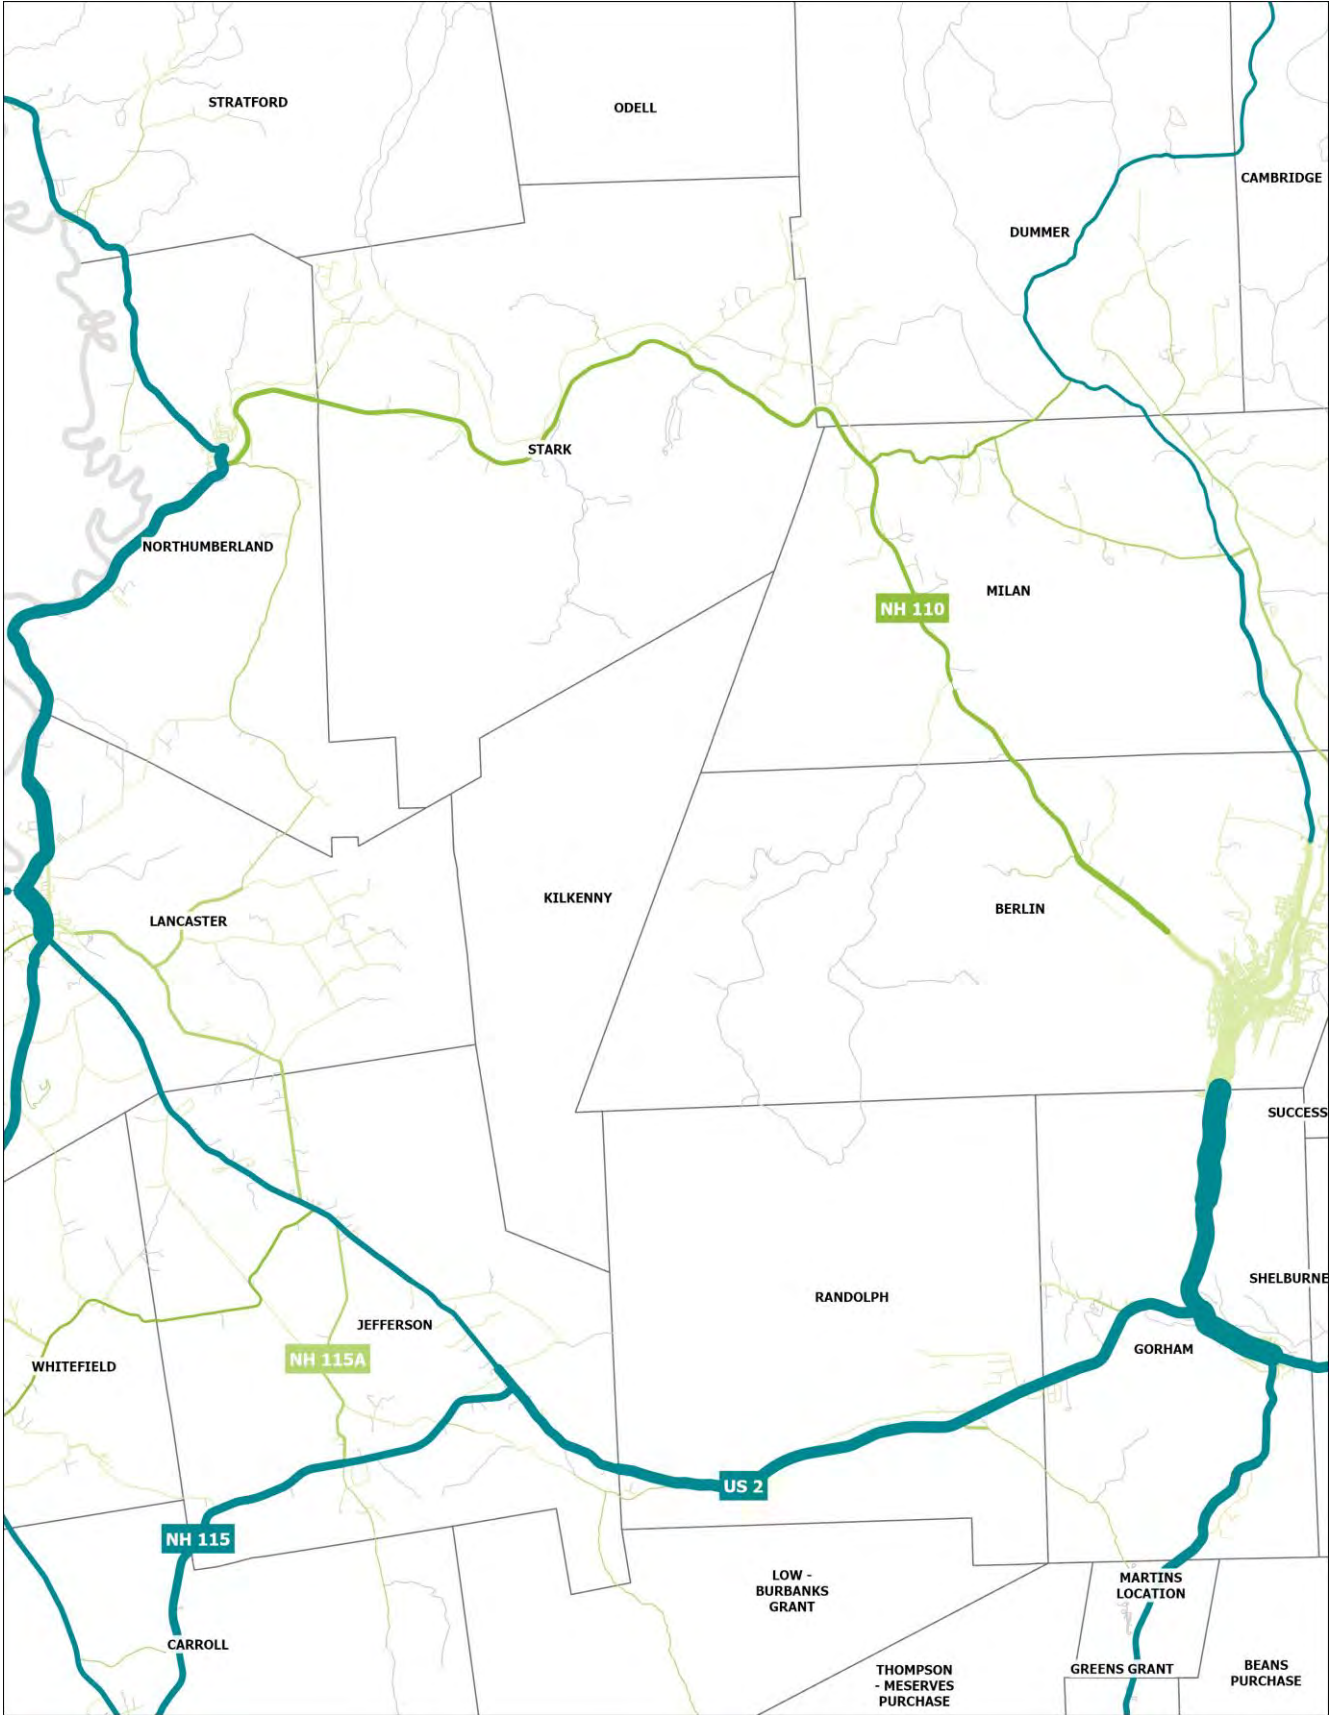 STRATFORD
ODELL
CAMBRIDGE
DUMMER
STARK
NORTHUMBERLAND
MILAN
NH 110
KILKENNY
BERLIN
LANCASTER
SUCCESS
SHELBURNE
RANDOLPH
JEFFERSON
GORHAM
NH 115A
WHITEFIELD
US 2
NH 115
LOW -
BURBANKS
GRANT
MARTINS
LOCATION
CARROLL
THOMPSON
- MESERVES
PURCHASE
GREENS GRANT
BEANS
PURCHASE